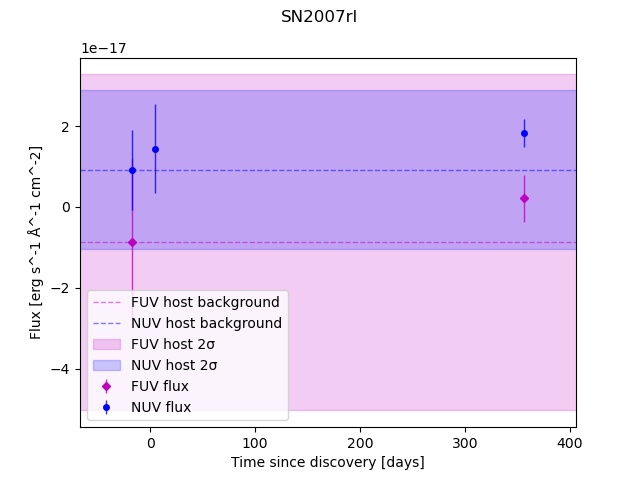 SN2007rl
1e−17
Flux [erg s^-1 Å^-1 cm^-2]
2
0
−2
−4
FUV host background
NUV host background
FUV host 2σ
NUV host 2σ
FUV flux
NUV flux
0
100
200
300
400
Time since discovery [days]